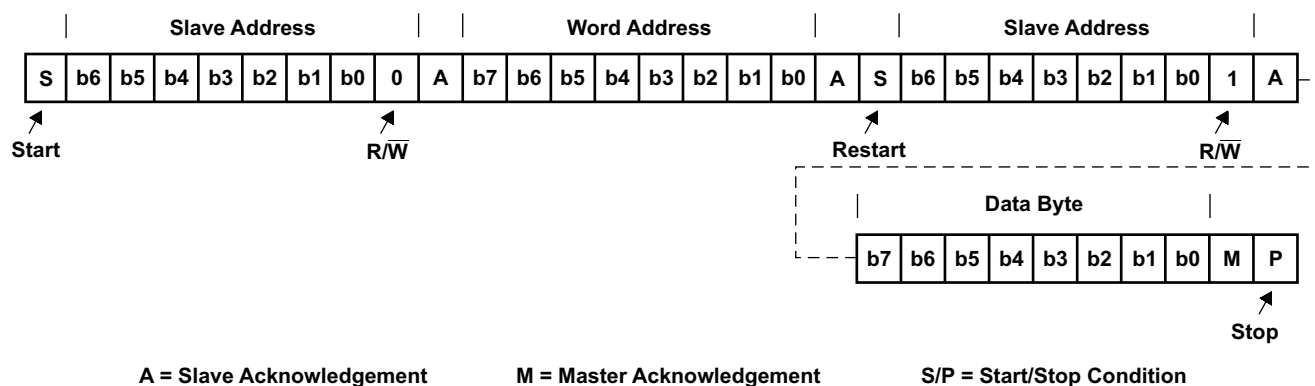 Slave Address Word Address Slave Address
S b6 b5 b4 b3 b2 b1 b0 0 A b7 b6 b5 b4 b3 b2 b1 b0 A S b6 b5 b4 b3 b2 b1 b0 1 A
Start R/W̅ Restart R/W̅
Data Byte
b7 b6 b5 b4 b3 b2 b1 b0 M P
Stop
A = Slave Acknowledgement M = Master Acknowledgement S/P = Start/Stop Condition